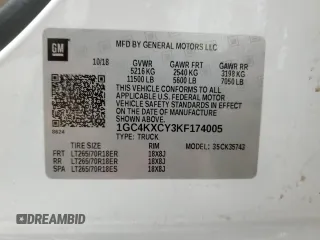 GM
MFD BY GENERAL MOTORS LLC
10/18 GVWR GAWR FRT GAWR RR
5216 KG 2540 KG 3198 KG
11500 LB 5600 LB 7050 LB
THIS VEHICLE CONFORMS TO ALL
APPLICABLE U.S. FEDERAL MOTOR
VEHICLE SAFETY STANDARDS IN
EFFECT ON THE DATE OF
MANUFACTURE SHOWN ABOVE.
1GC4KXCY3KF174005
TYPE: TRUCK MODEL: 3SCK35743
TIRE SIZE RIM
FRT LT265/70R18ER 18X8J
RR LT265/70R18ER 18X8J
SPA LT265/70R18ES 18X8J
OTOFAX